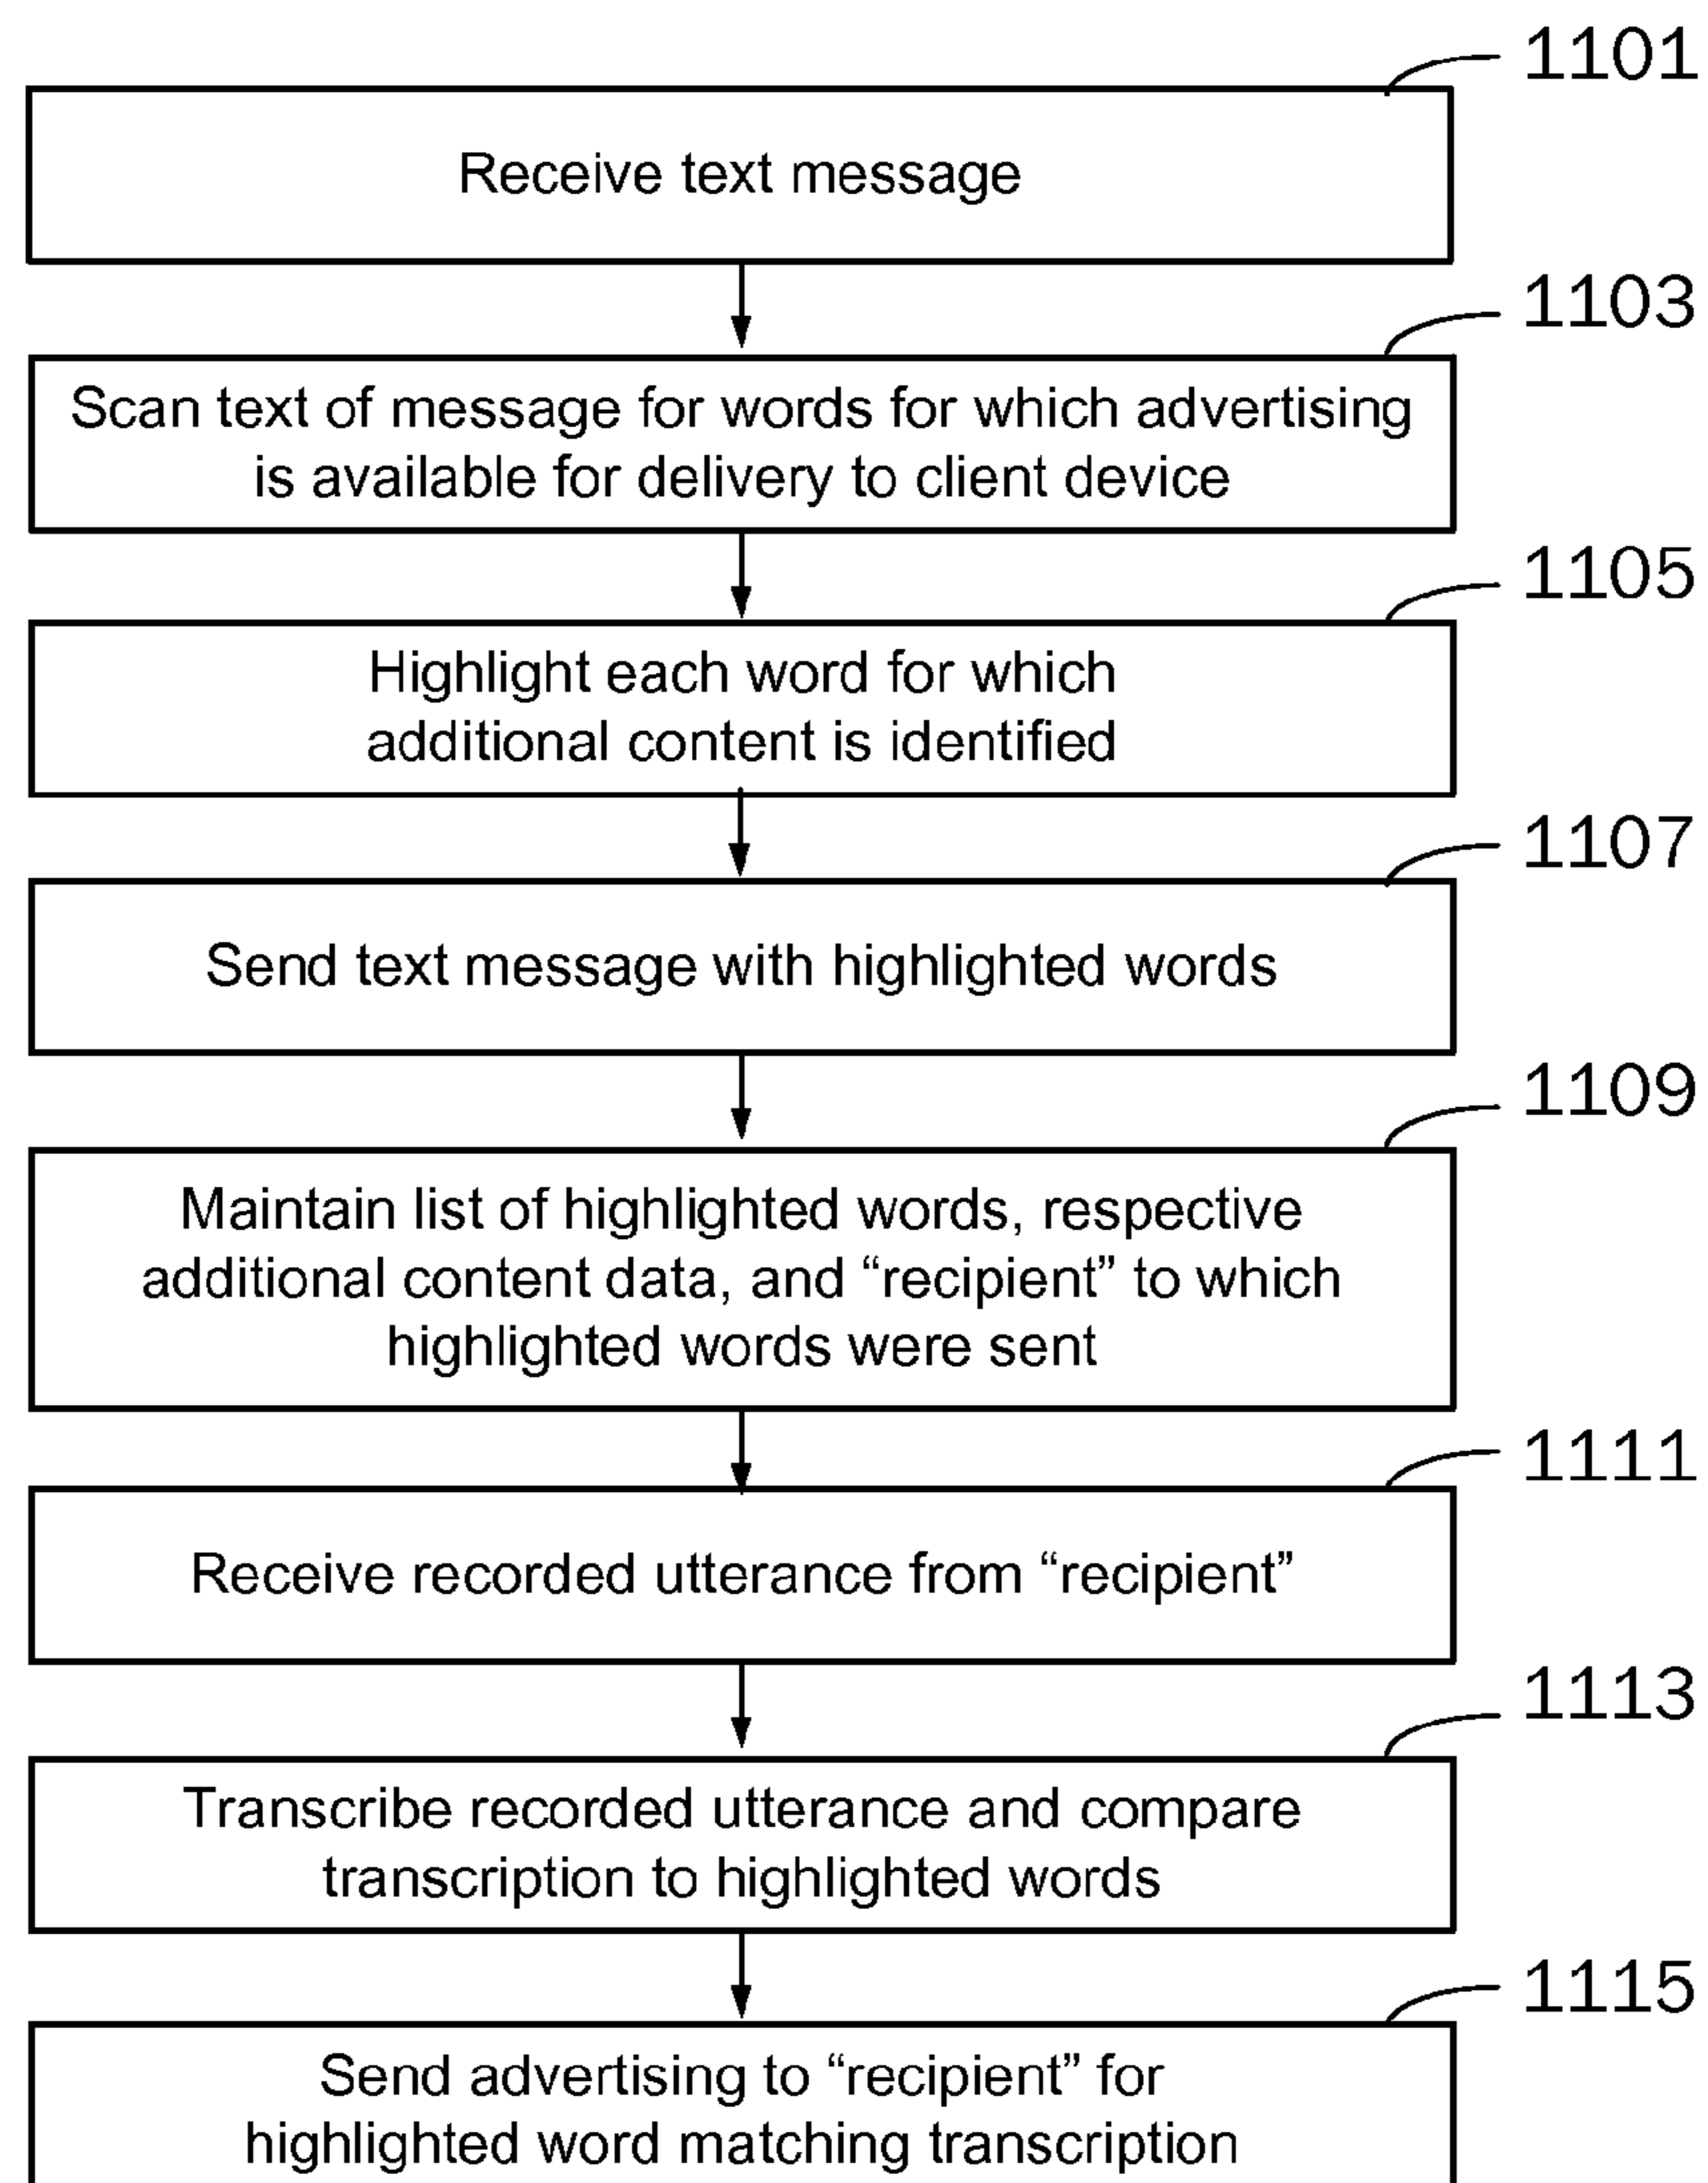 1101
Receive text message
1103
Scan text of message for words for which advertising
is available for delivery to client device
1105
Highlight each word for which
additional content is identified
1107
Send text message with highlighted words
1109
Maintain list of highlighted words, respective
additional content data, and “recipient” to which
highlighted words were sent
1111
Receive recorded utterance from “recipient”
1113
Transcribe recorded utterance and compare
transcription to highlighted words
1115
Send advertising to “recipient” for
highlighted word matching transcription